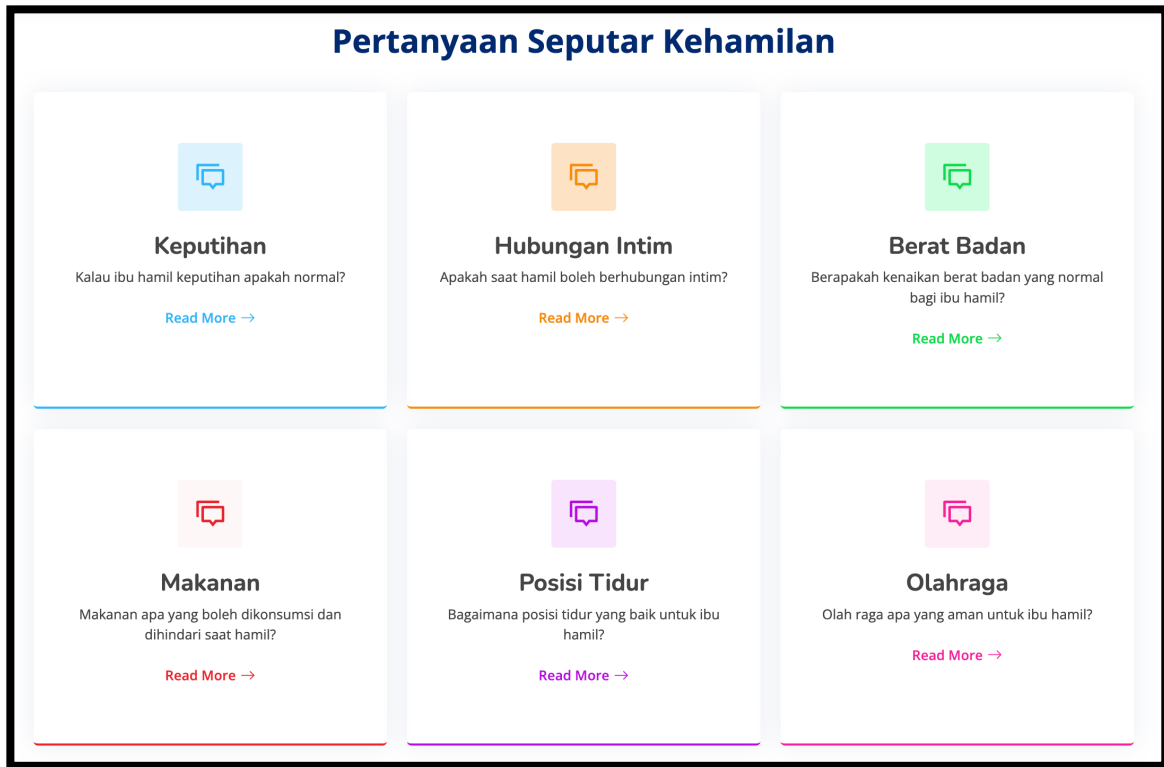 Pertanyaan Seputar Kehamilan
Keputihan
Kalau ibu hamil keputihan apakah normal?
Read More →
Hubungan Intim
Apakah saat hamil boleh berhubungan intim?
Read More →
Berat Badan
Berapakah kenaikan berat badan yang normal
bagi ibu hamil?
Read More →
Makanan
Makanan apa yang boleh dikonsumsi dan
dihindari saat hamil?
Read More →
Posisi Tidur
Bagaimana posisi tidur yang baik untuk ibu
hamil?
Read More →
Olahraga
Olah raga apa yang aman untuk ibu hamil?
Read More →